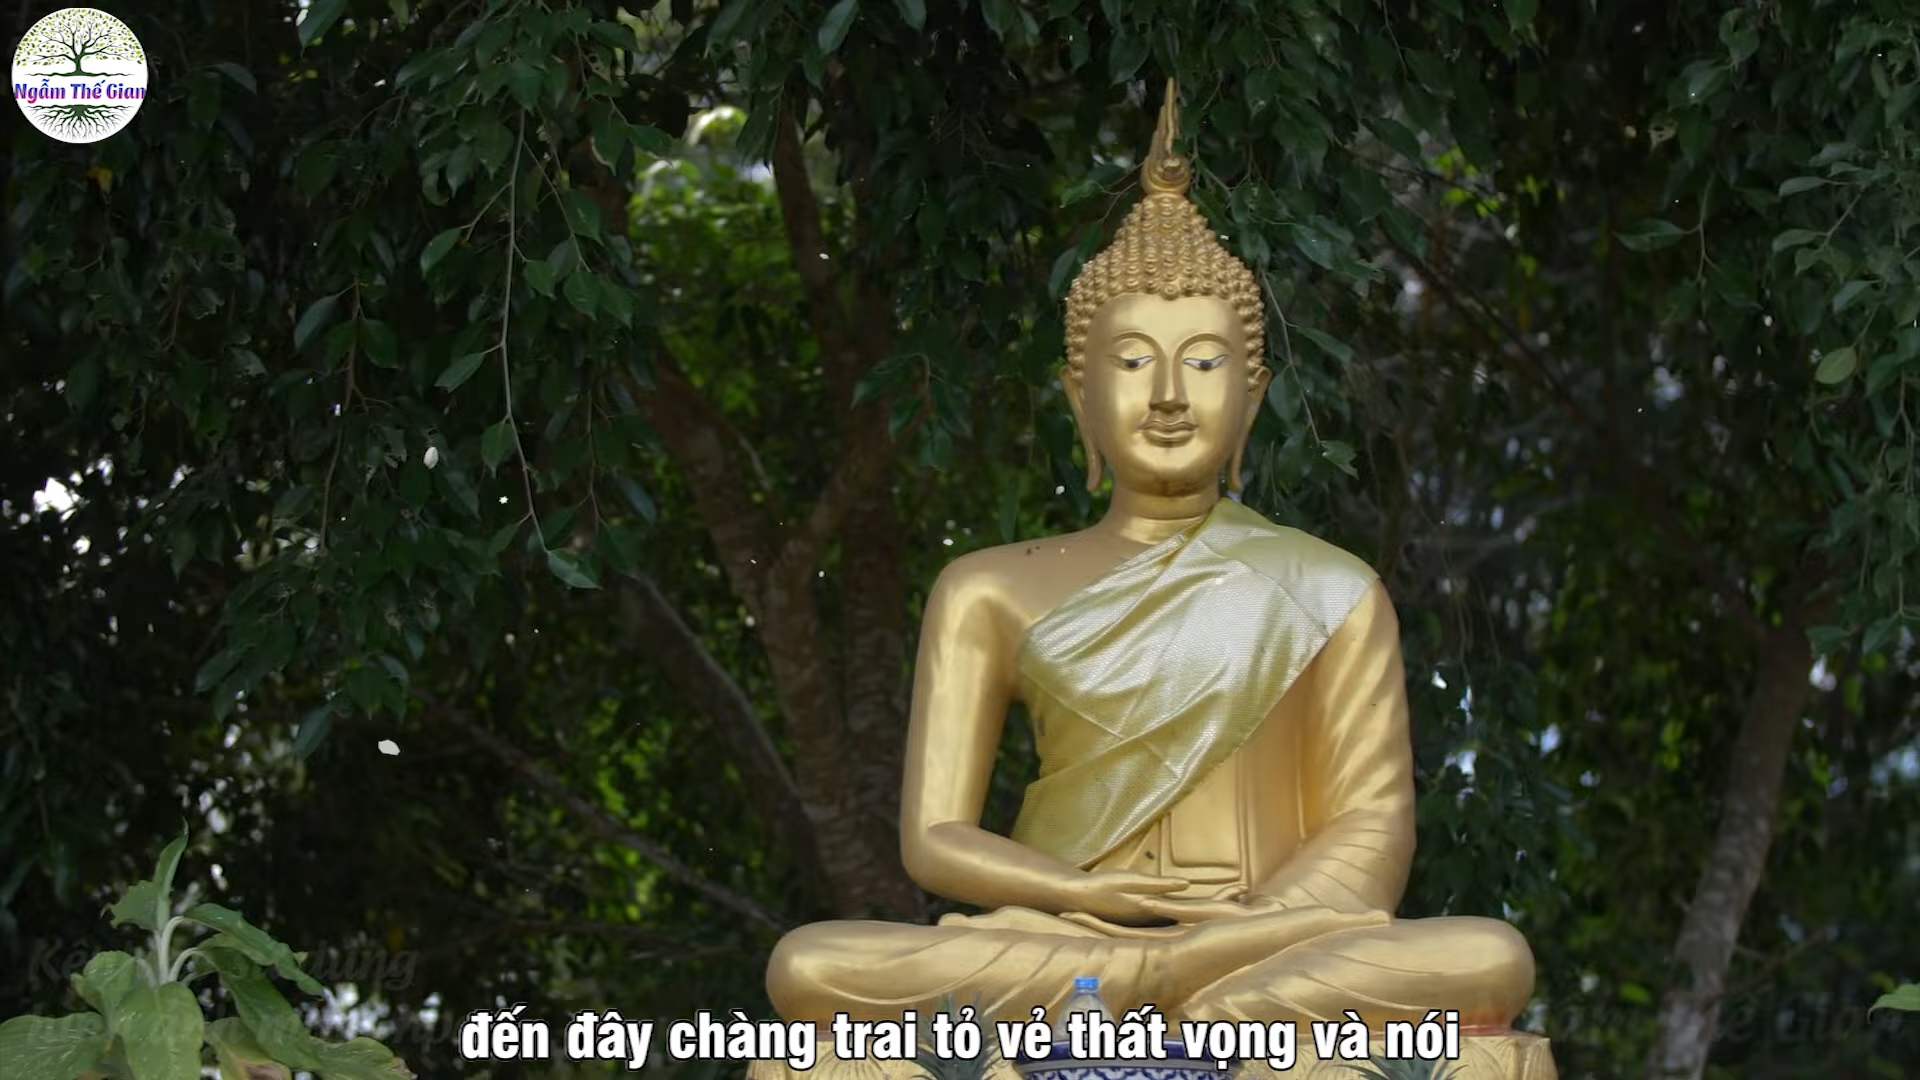 Ngẫm Thế Gian
đến đây chàng trai tỏ vẻ thất vọng và nói